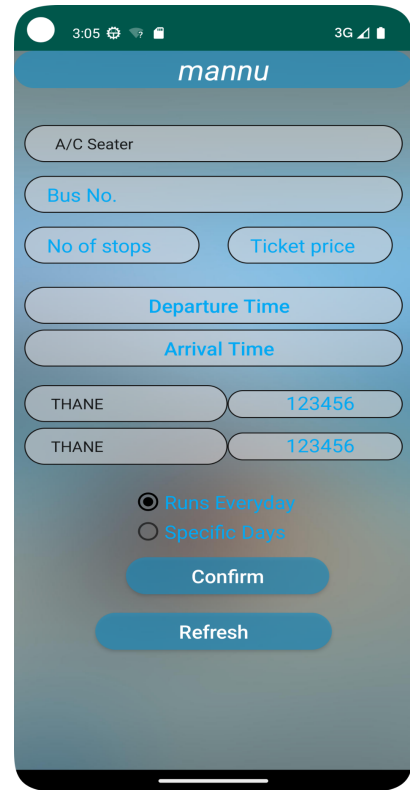 3:05 3G
mannu
A/C Seater
Bus No.
No of stops Ticket price
Departure Time
Arrival Time
THANE 123456
THANE 123456
Runs Everyday
Specific Days
Confirm
Refresh